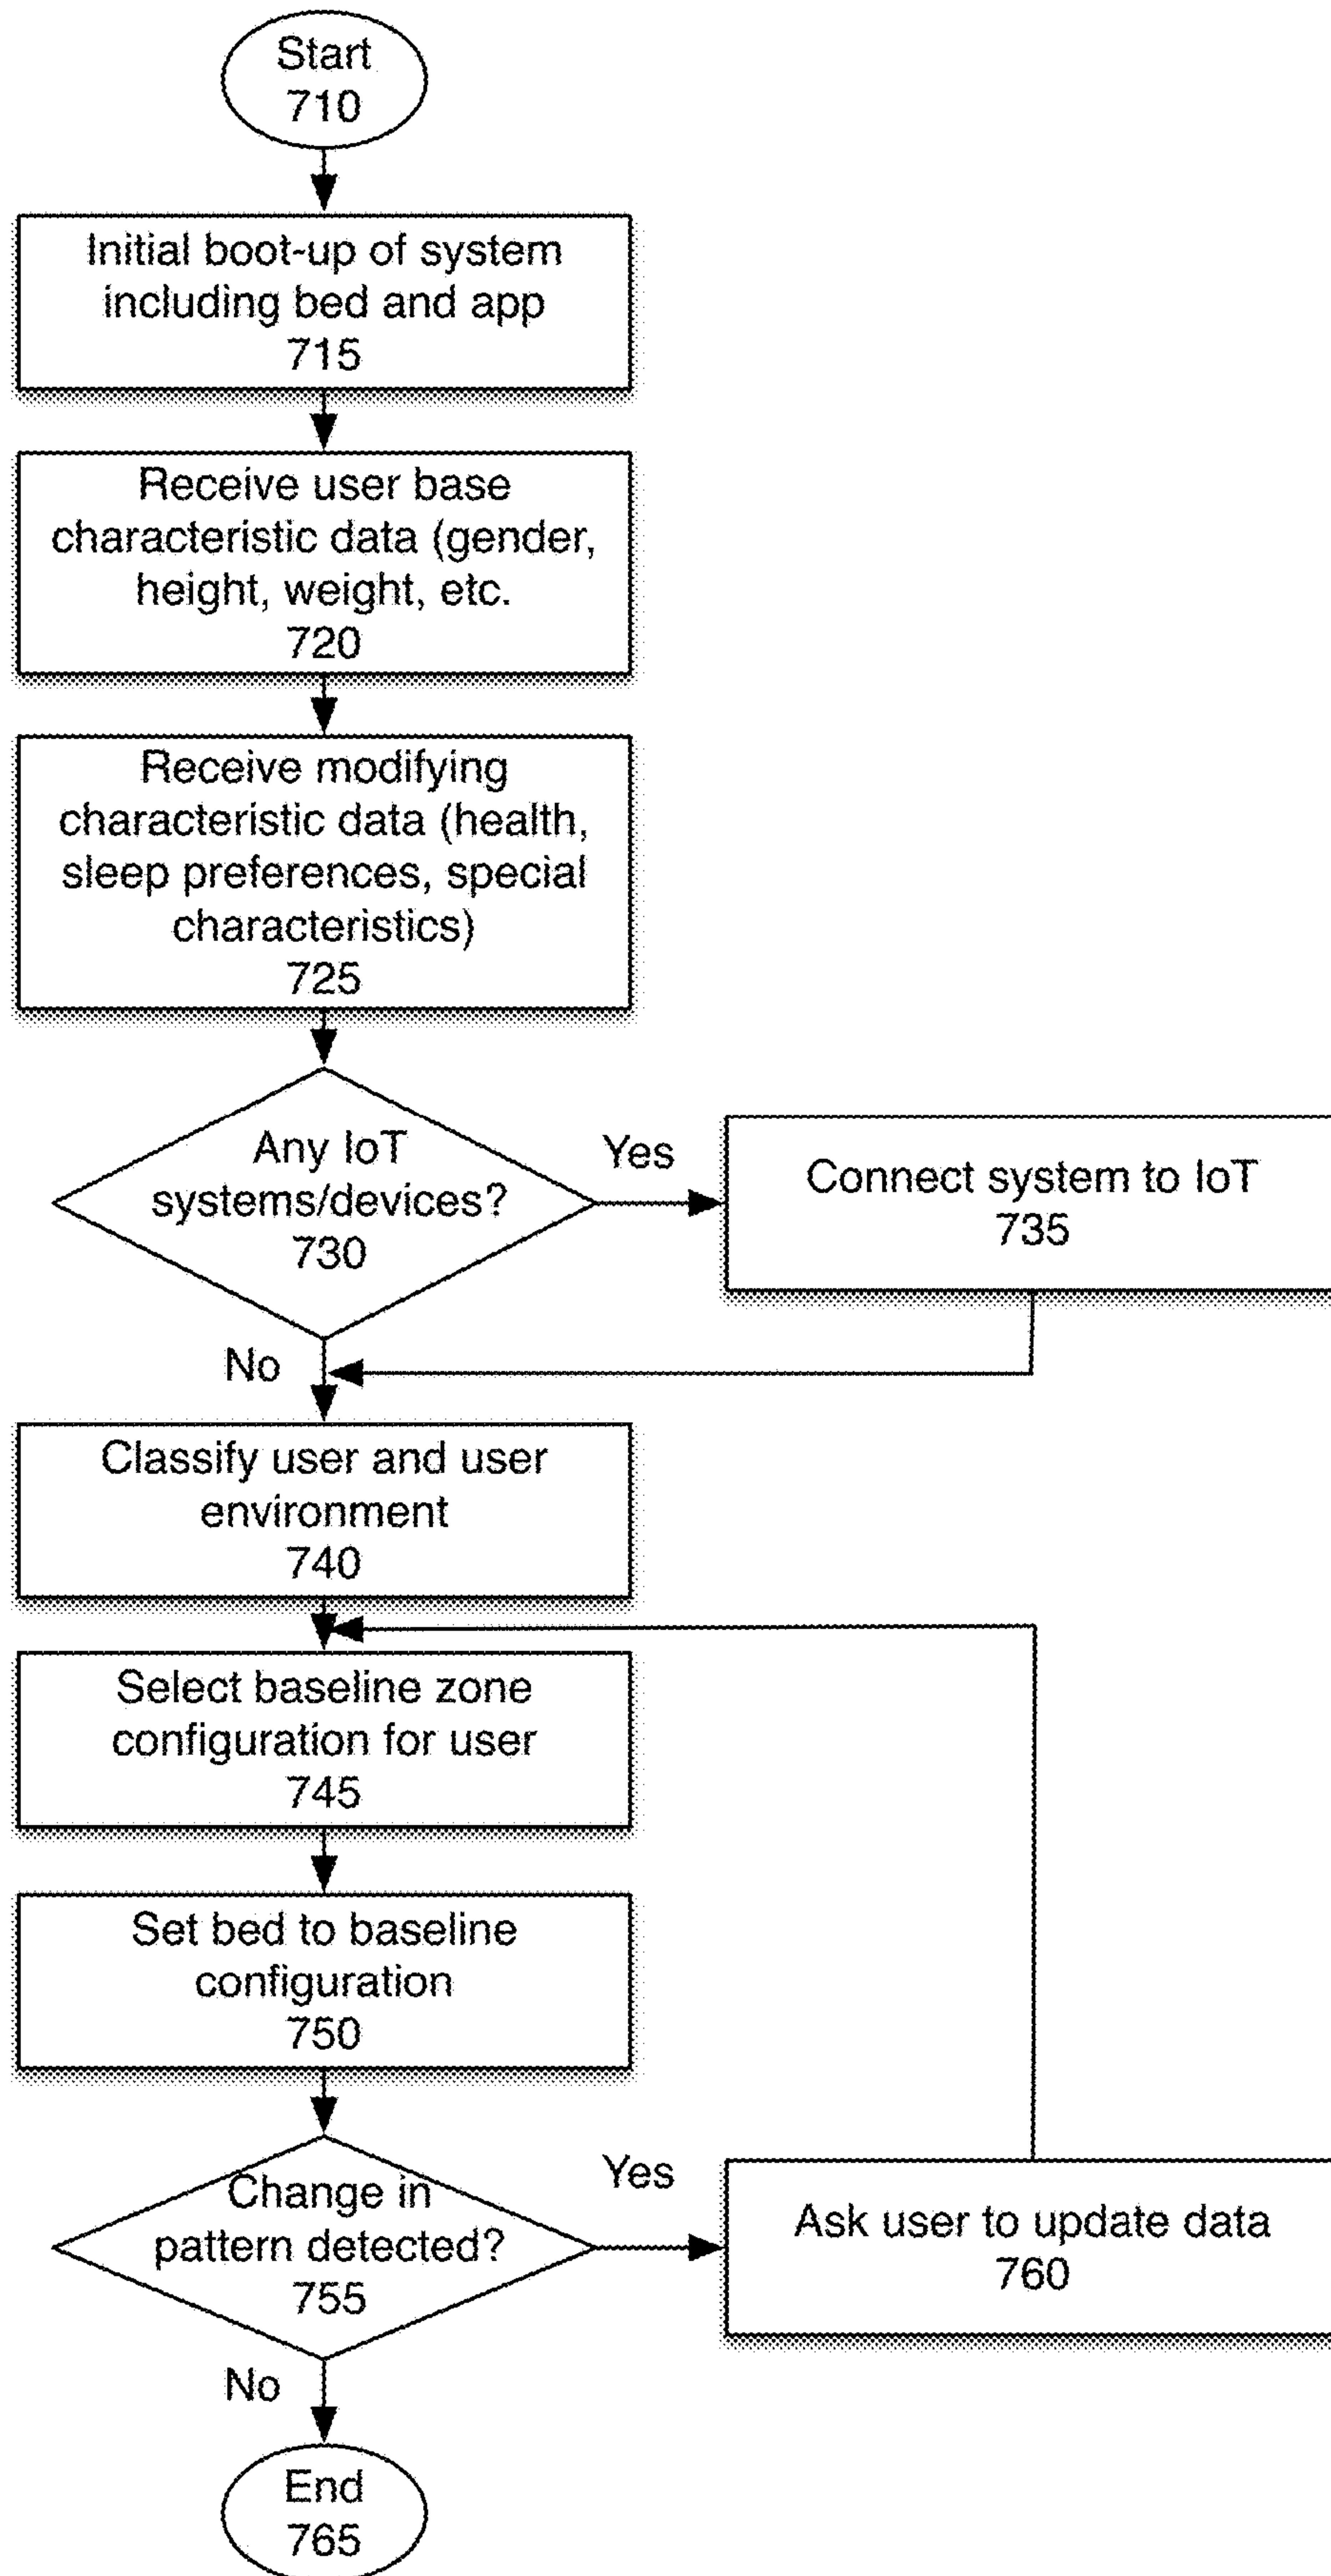 Start
710
Initial boot-up of system
including bed and app
715
Receive user base
characteristic data (gender,
height, weight, etc.
720
Receive modifying
characteristic data (health,
sleep preferences, special
characteristics)
725
Any IoT
systems/devices?
730
Yes
Connect system to IoT
735
No
Classify user and user
environment
740
Select baseline zone
configuration for user
745
Set bed to baseline
configuration
750
Change in
pattern detected?
755
Yes
Ask user to update data
760
No
End
765